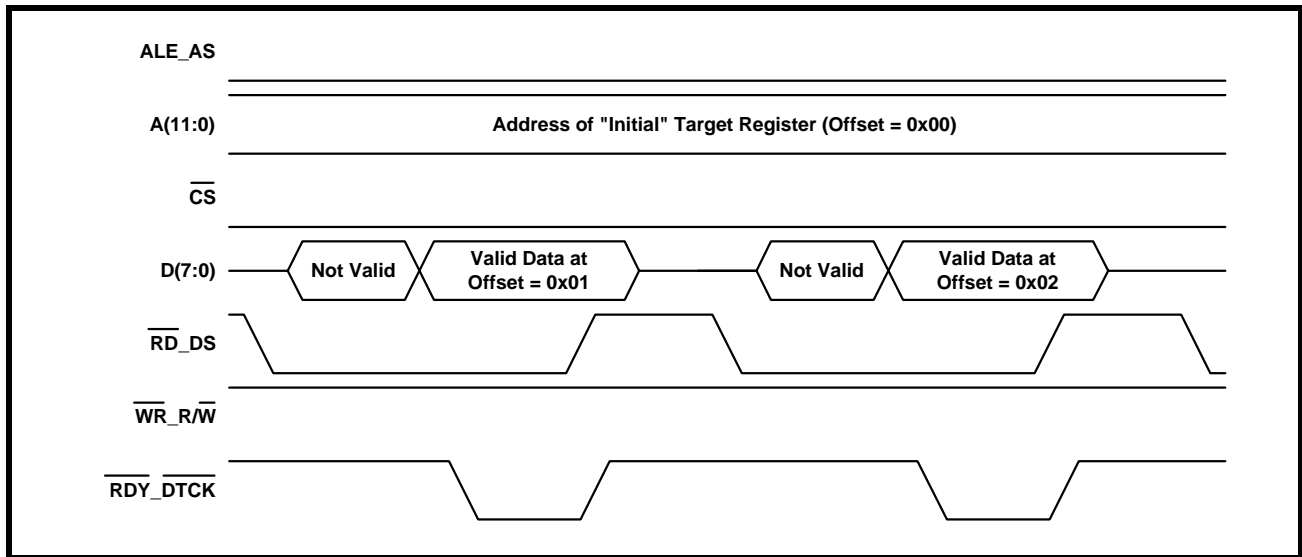 ALE_AS
A(11:0)
Address of "Initial" Target Register (Offset = 0x00)
CS
D(7:0)
Not Valid
Valid Data at
Offset = 0x01
Not Valid
Valid Data at
Offset = 0x02
RD_DS
WR_R/W
RDY_DTCK